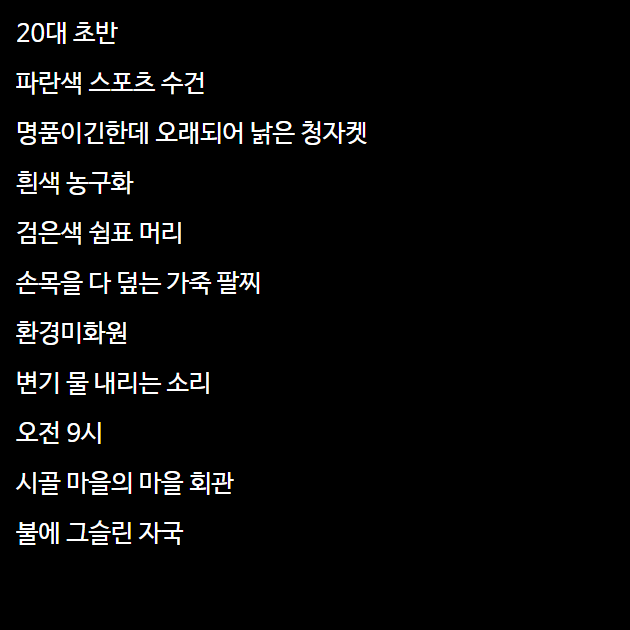 20대 초반
파란색 스포츠 수건
명품이긴한데 오래되어 낡은 청자켓
흰색 농구화
검은색 쉼표 머리
손목을 다 덮는 가죽 팔찌
환경미화원
변기 물 내리는 소리
오전 9시
시골 마을의 마을 회관
불에 그슬린 자국